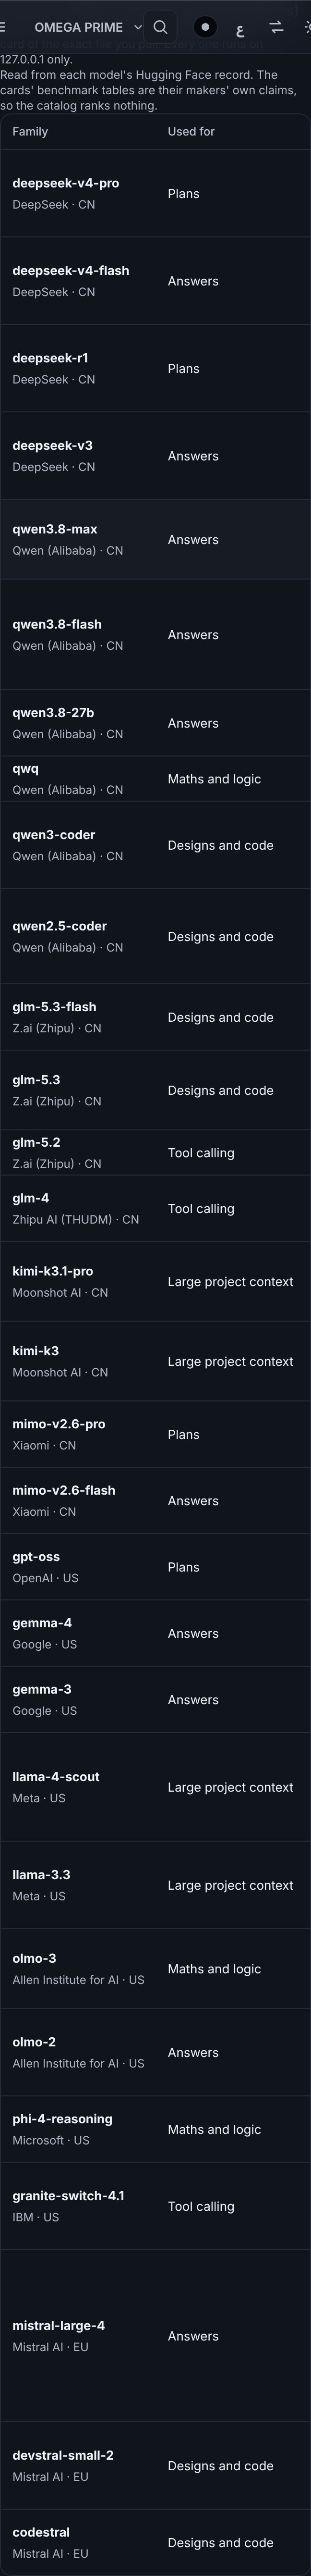 OMEGA PRIME
ع
card or the exact file you pair. Every one runs on
127.0.0.1 only.
Read from each model's Hugging Face record. The
cards' benchmark tables are their makers' own claims,
so the catalog ranks nothing.
Family
Used for
deepseek-v4-pro
DeepSeek · CN
Plans
deepseek-v4-flash
DeepSeek · CN
Answers
deepseek-r1
DeepSeek · CN
Plans
deepseek-v3
DeepSeek · CN
Answers
qwen3.8-max
Qwen (Alibaba) · CN
Answers
qwen3.8-flash
Qwen (Alibaba) · CN
Answers
qwen3.8-27b
Qwen (Alibaba) · CN
Answers
qwq
Qwen (Alibaba) · CN
Maths and logic
qwen3-coder
Qwen (Alibaba) · CN
Designs and code
qwen2.5-coder
Qwen (Alibaba) · CN
Designs and code
glm-5.3-flash
Z.ai (Zhipu) · CN
Designs and code
glm-5.3
Z.ai (Zhipu) · CN
Designs and code
glm-5.2
Z.ai (Zhipu) · CN
Tool calling
glm-4
Zhipu AI (THUDM) · CN
Tool calling
kimi-k3.1-pro
Moonshot AI · CN
Large project context
kimi-k3
Moonshot AI · CN
Large project context
mimo-v2.6-pro
Xiaomi · CN
Plans
mimo-v2.6-flash
Xiaomi · CN
Answers
gpt-oss
OpenAI · US
Plans
gemma-4
Google · US
Answers
gemma-3
Google · US
Answers
llama-4-scout
Meta · US
Large project context
llama-3.3
Meta · US
Large project context
olmo-3
Allen Institute for AI · US
Maths and logic
olmo-2
Allen Institute for AI · US
Answers
phi-4-reasoning
Microsoft · US
Maths and logic
granite-switch-4.1
IBM · US
Tool calling
mistral-large-4
Mistral AI · EU
Answers
devstral-small-2
Mistral AI · EU
Designs and code
codestral
Mistral AI · EU
Designs and code